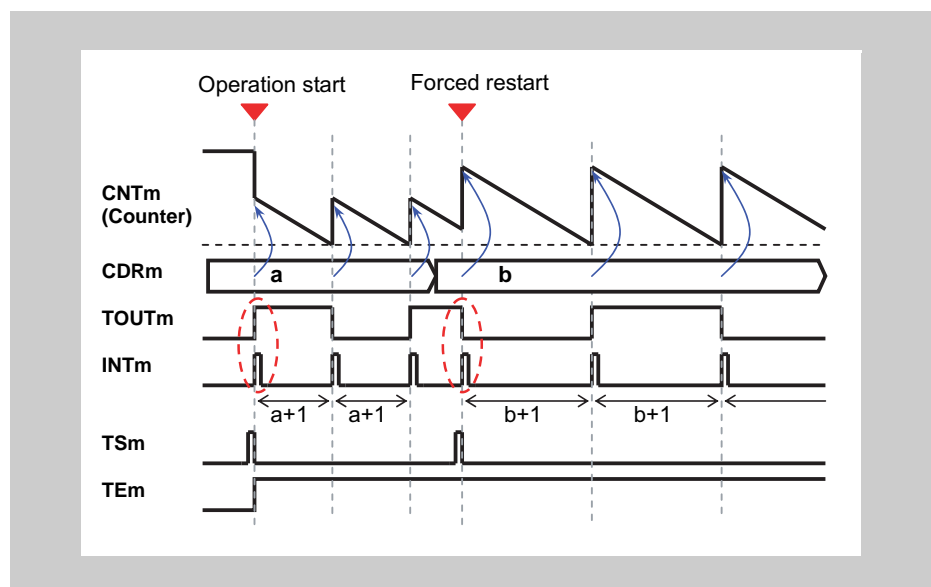 Operation start Forced restart
CNTm
(Counter)
CDRm a b
TOUTm
INTm
a+1 a+1 b+1 b+1
TSm
TEm